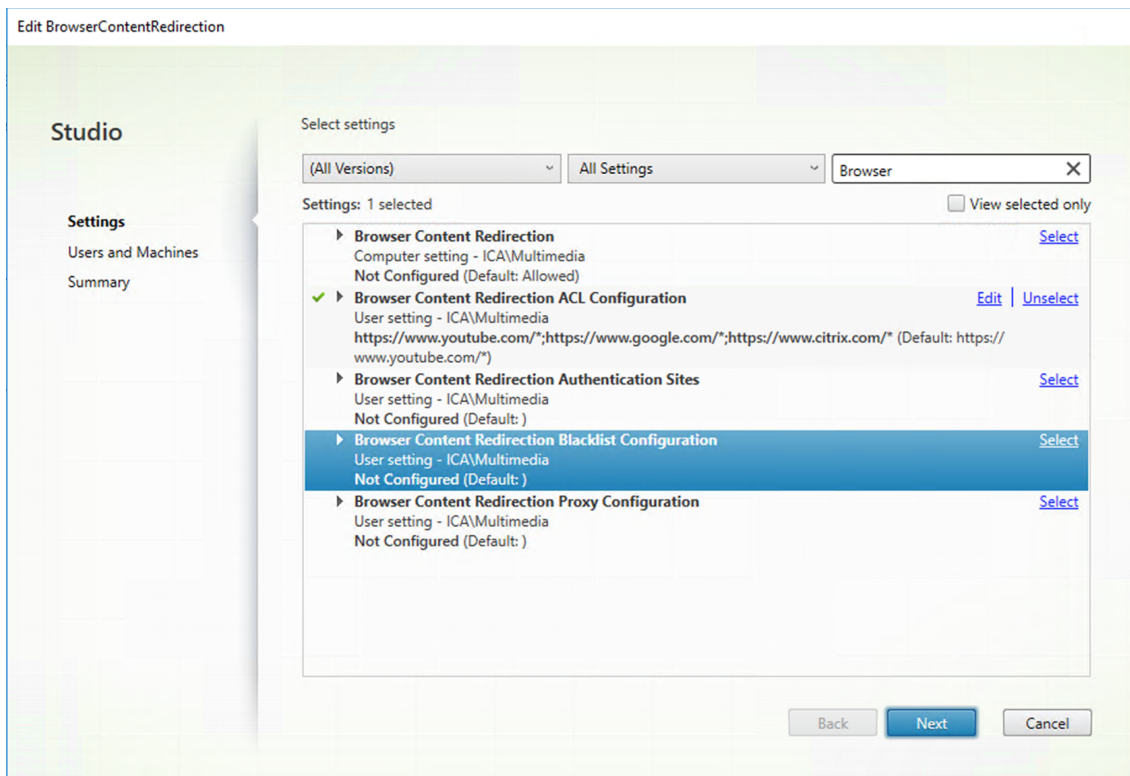 Edit BrowserContentRedirection
Studio
Settings
Users and Machines
Summary
Select settings
(All Versions)
All Settings
Browser
Settings: 1 selected
View selected only
Browser Content Redirection Select
Computer setting - ICA\Multimedia
Not Configured (Default: Allowed)
Browser Content Redirection ACL Configuration Edit | Unselect
User setting - ICA\Multimedia
https://www.youtube.com/*;https://www.google.com/*;https://www.citrix.com/* (Default: https://
www.youtube.com/*)
Browser Content Redirection Authentication Sites Select
User setting - ICA\Multimedia
Not Configured (Default: )
Browser Content Redirection Blacklist Configuration Select
User setting - ICA\Multimedia
Not Configured (Default: )
Browser Content Redirection Proxy Configuration Select
User setting - ICA\Multimedia
Not Configured (Default: )
Back Next Cancel